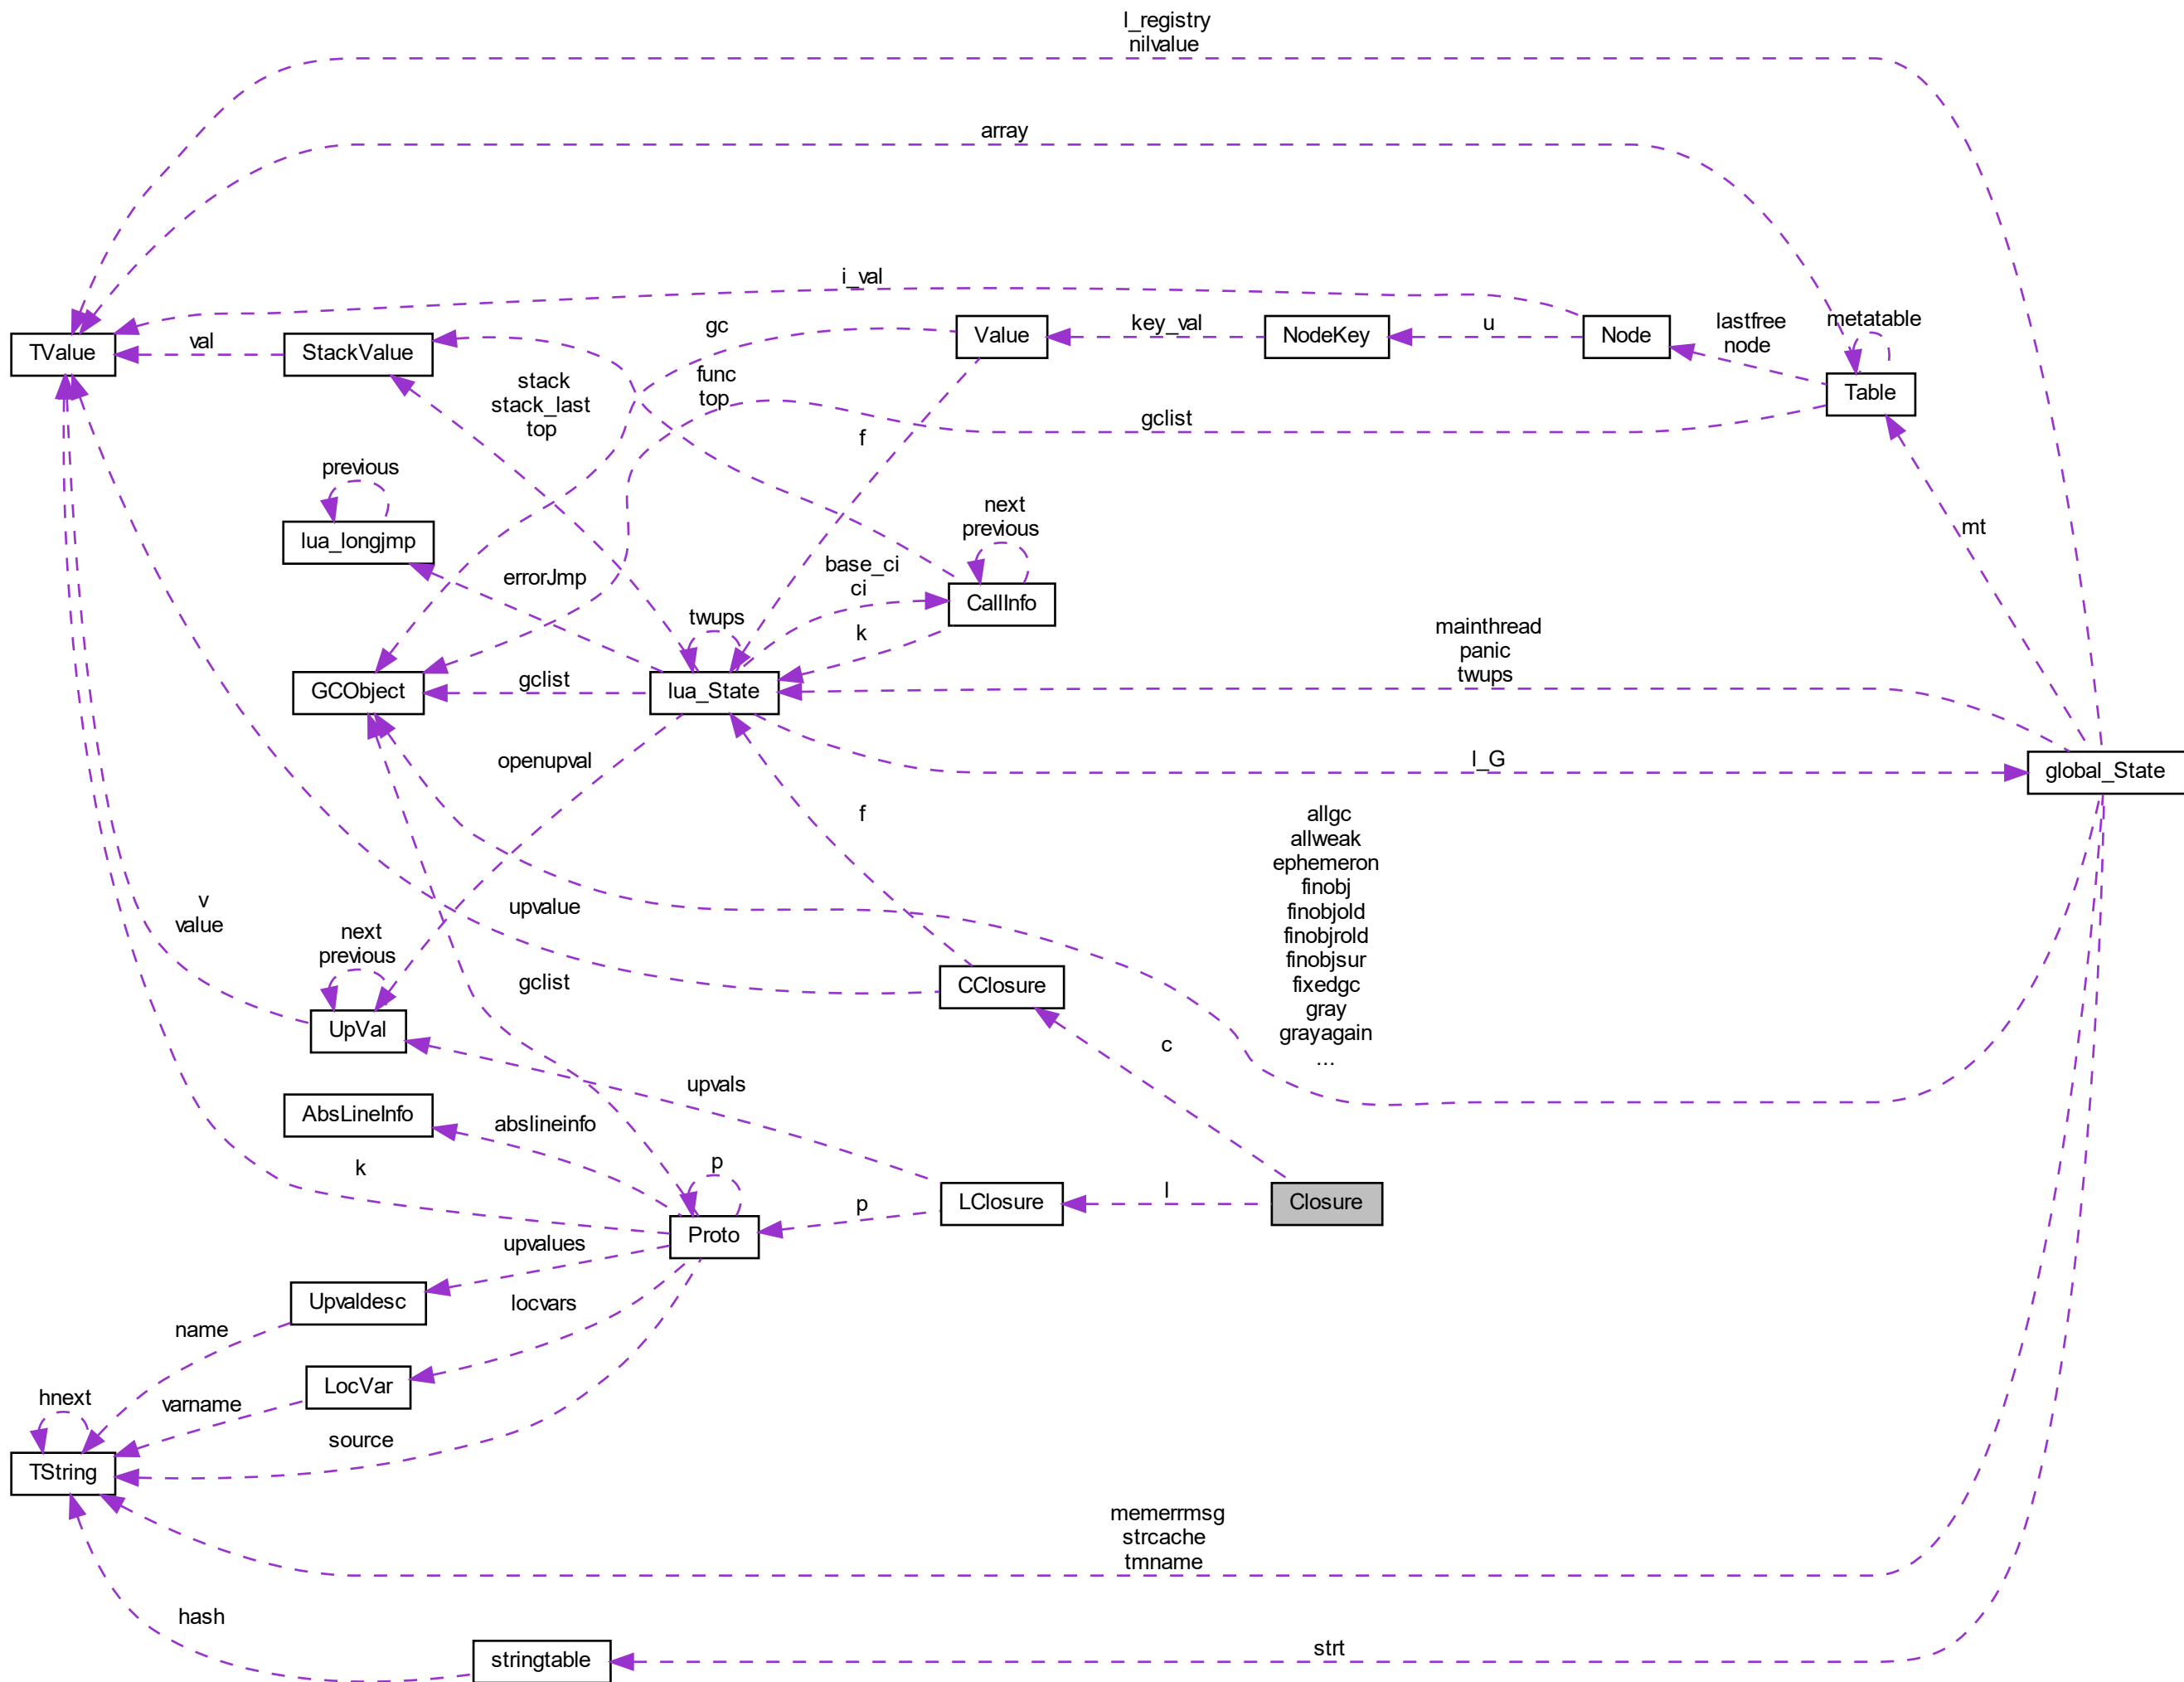 l_registry
nilvalue
array
i_val
TValue
val
StackValue
gc
Value
key_val
NodeKey
u
Node
lastfree
node
metatable
Table
stack
stack_last
top
func
top
f
gclist
previous
lua_longjmp
next
previous
mt
errorJmp
base_ci
ci
CallInfo
twups
k
mainthread
panic
twups
GCObject
gclist
lua_State
openupval
l_G
global_State
f
allgc
allweak
ephemeron
finobj
finobjold
finobjrold
finobjsur
fixedgc
gray
grayagain
...
v
value
upvalue
next
previous
gclist
CClosure
UpVal
c
upvals
AbsLineInfo
abslineinfo
k
p
LClosure
l
Closure
p
Proto
upvalues
Upvaldesc
locvars
name
LocVar
hnext
varname
source
TString
memerrmsg
strcache
tmname
hash
stringtable
strt